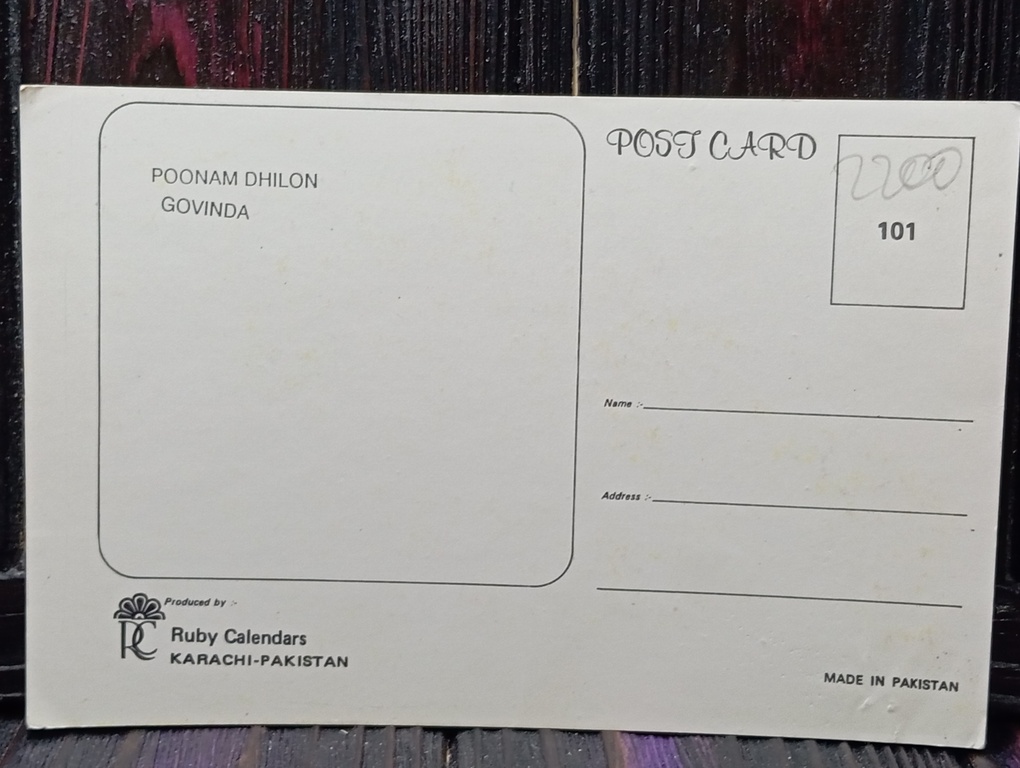 POONAM DHILON
GOVINDA
POST CARD
2200
101
Name :-
Address :-
Produced by :-
RC
Ruby Calendars
KARACHI-PAKISTAN
MADE IN PAKISTAN